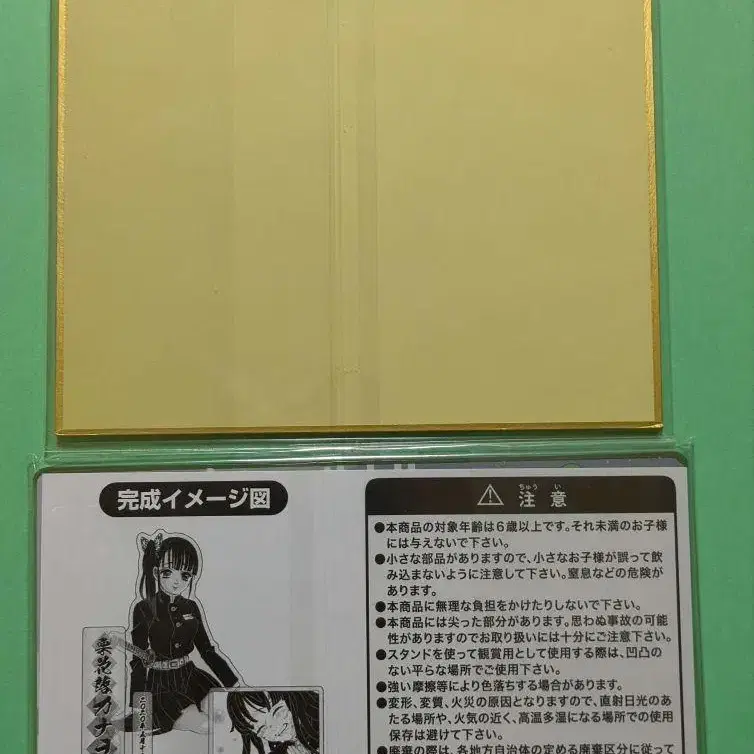 完成イメージ図
ちゅう い
注 意
●本商品の対象年齢は6歳以上です。それ未満のお子様
には与えないで下さい。
●小さな部品がありますので、小さなお子様が誤って飲
み込まないように注意して下さい。窒息などの危険が
あります。
●本商品に無理な負担をかけたりしないで下さい。
●本商品には尖った部分があります。思わぬ事故の可能
性がありますのでお取り扱いには十分にご注意下さい。
●スタンドを使って観賞用として使用する際は、凹凸の
ない平らな場所でご使用下さい。
●強い摩擦等により色落ちする場合があります。
●変形、変質、火災の原因となりますので、直射日光のあ
たる場所や、火気の近く、高温多湿になる場所での使用
保存は避けて下さい。
●廃棄の際は、各地方自治体の定める廃棄区分に従って
栗花落カナヲ